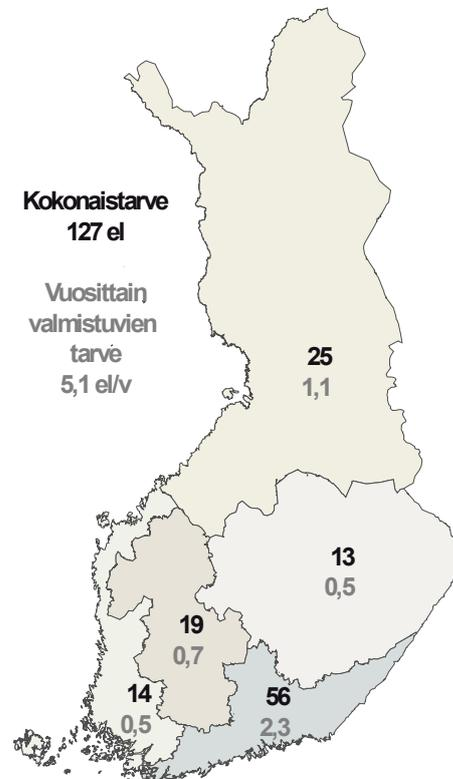 Kokonaistarve
127 el
Vuosittain
valmistuvien
tarve
5,1 el/v
25
1,1
13
0,5
19
0,7
14
0,5
56
2,3